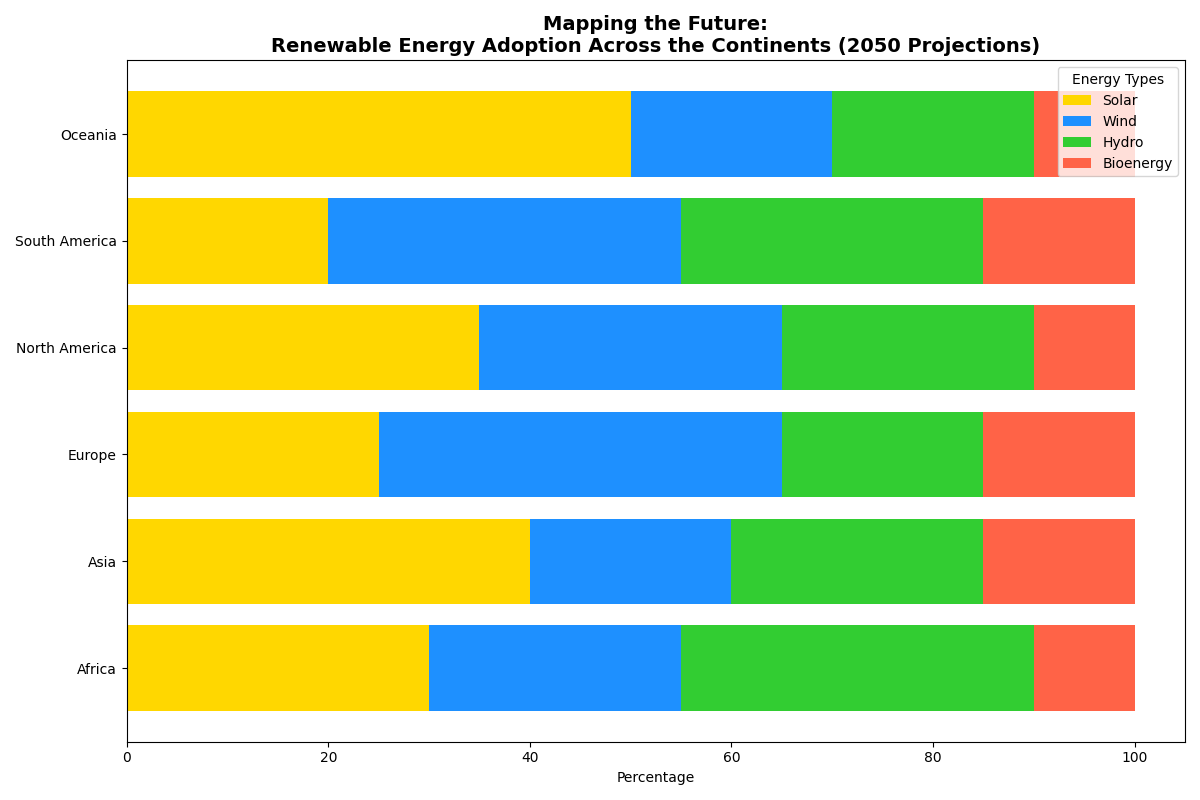 Mapping the Future:
Renewable Energy Adoption Across the Continents (2050 Projections)
Energy Types
Solar
Wind
Hydro
Bioenergy
Oceania
South America
North America
Europe
Asia
Africa
0 20 40 60 80 100
Percentage